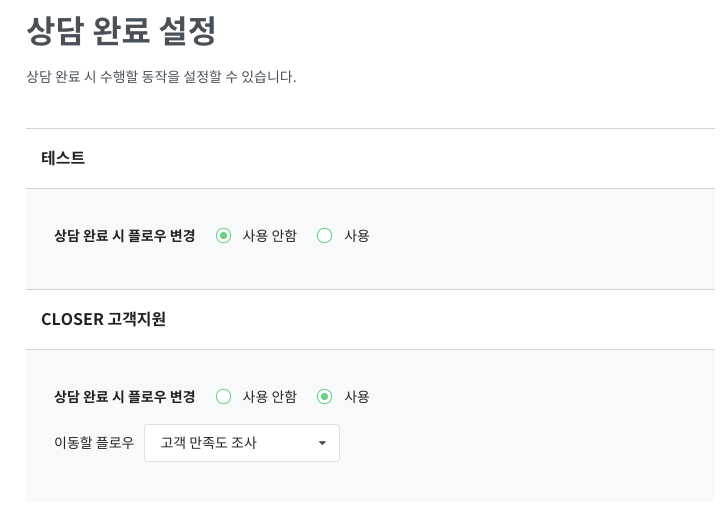 상담 완료 설정
상담 완료 시 수행할 동작을 설정할 수 있습니다.
테스트
상담 완료 시 플로우 변경 사용 안함 사용
CLOSER 고객지원
상담 완료 시 플로우 변경 사용 안함 사용
이동할 플로우 고객 만족도 조사